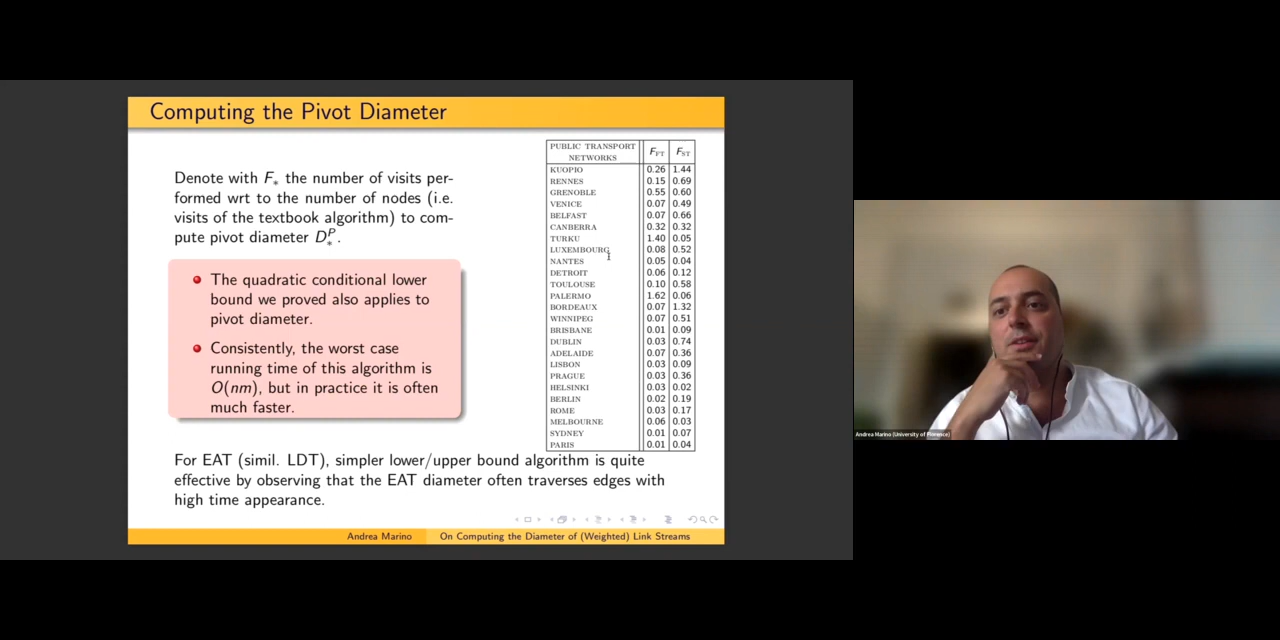 Computing the Pivot Diameter
Denote with F* the number of visits per-
formed wrt to the number of nodes (i.e.
visits of the textbook algorithm) to com-
pute pivot diameter D*^P.
The quadratic conditional lower
bound we proved also applies to
pivot diameter.
Consistently, the worst case
running time of this algorithm is
O(nm), but in practice it is often
much faster.
PUBLIC TRANSPORT NETWORKS F_FT F_ST
KUOPIO 0.26 1.44
RENNES 0.15 0.69
GRENOBLE 0.55 0.60
VENICE 0.07 0.49
BELFAST 0.07 0.66
CANBERRA 0.32 0.32
TURKU 1.40 0.05
LUXEMBOURG 0.08 0.52
NANTES 0.05 0.04
DETROIT 0.06 0.12
TOULOUSE 0.10 0.58
PALERMO 1.62 0.06
BORDEAUX 0.07 1.32
WINNIPEG 0.07 0.51
BRISBANE 0.01 0.09
DUBLIN 0.03 0.74
ADELAIDE 0.07 0.36
LISBON 0.03 0.09
PRAGUE 0.03 0.36
HELSINKI 0.03 0.02
BERLIN 0.02 0.19
ROME 0.03 0.17
MELBOURNE 0.06 0.03
SYDNEY 0.01 0.07
PARIS 0.01 0.04
For EAT (simil. LDT), simpler lower/upper bound algorithm is quite
effective by observing that the EAT diameter often traverses edges with
high time appearance.
Andrea Marino On Computing the Diameter of (Weighted) Link Streams
Andrea Marino (University of Florence)